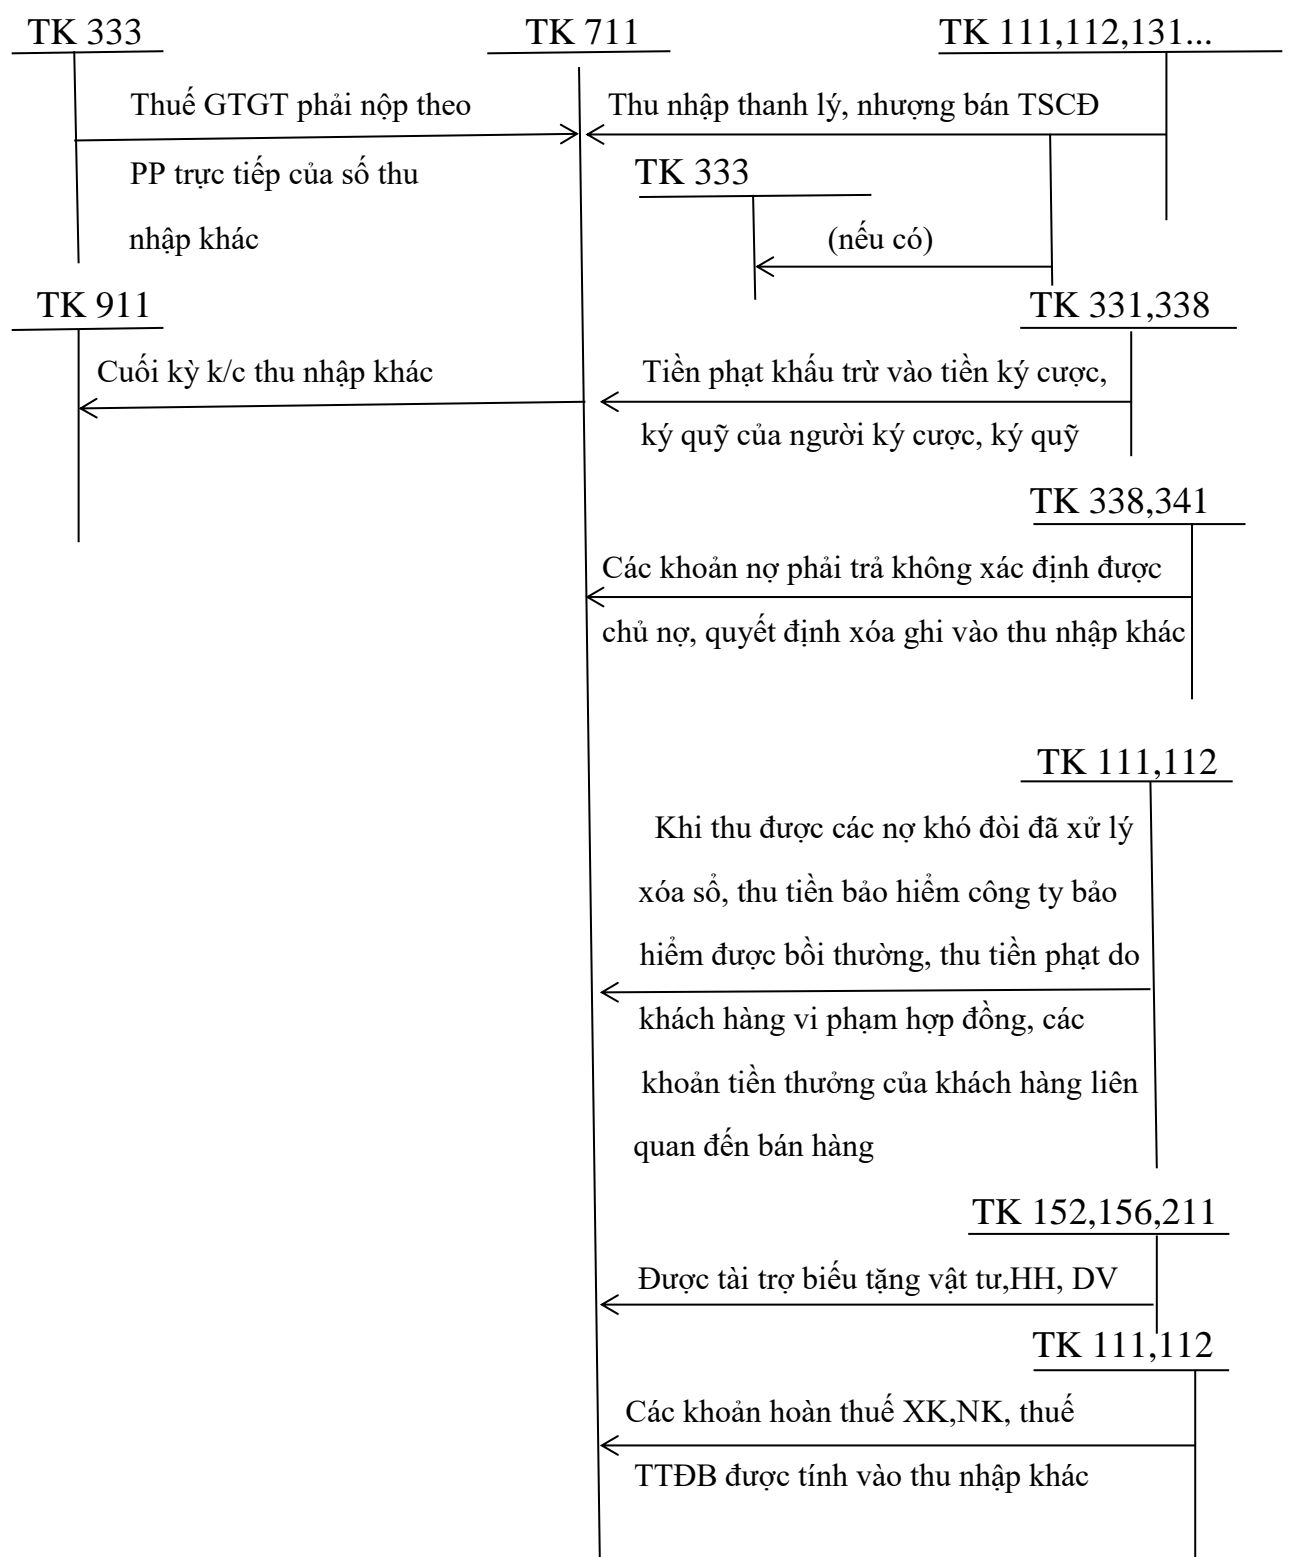 TK 333
TK 711
TK 111,112,131...
Thuế GTGT phải nộp theo
PP trực tiếp của số thu
nhập khác
Thu nhập thanh lý, nhượng bán TSCĐ
TK 333
(nếu có)
TK 911
Cuối kỳ k/c thu nhập khác
TK 331,338
Tiền phạt khấu trừ vào tiền ký cược,
ký quỹ của người ký cược, ký quỹ
TK 338,341
Các khoản nợ phải trả không xác định được
chủ nợ, quyết định xóa ghi vào thu nhập khác
TK 111,112
Khi thu được các nợ khó đòi đã xử lý
xóa sổ, thu tiền bảo hiểm công ty bảo
hiểm được bồi thường, thu tiền phạt do
khách hàng vi phạm hợp đồng, các
khoản tiền thưởng của khách hàng liên
quan đến bán hàng
TK 152,156,211
Được tài trợ biếu tặng vật tư,HH, DV
TK 111,112
Các khoản hoàn thuế XK,NK, thuế
TTĐB được tính vào thu nhập khác